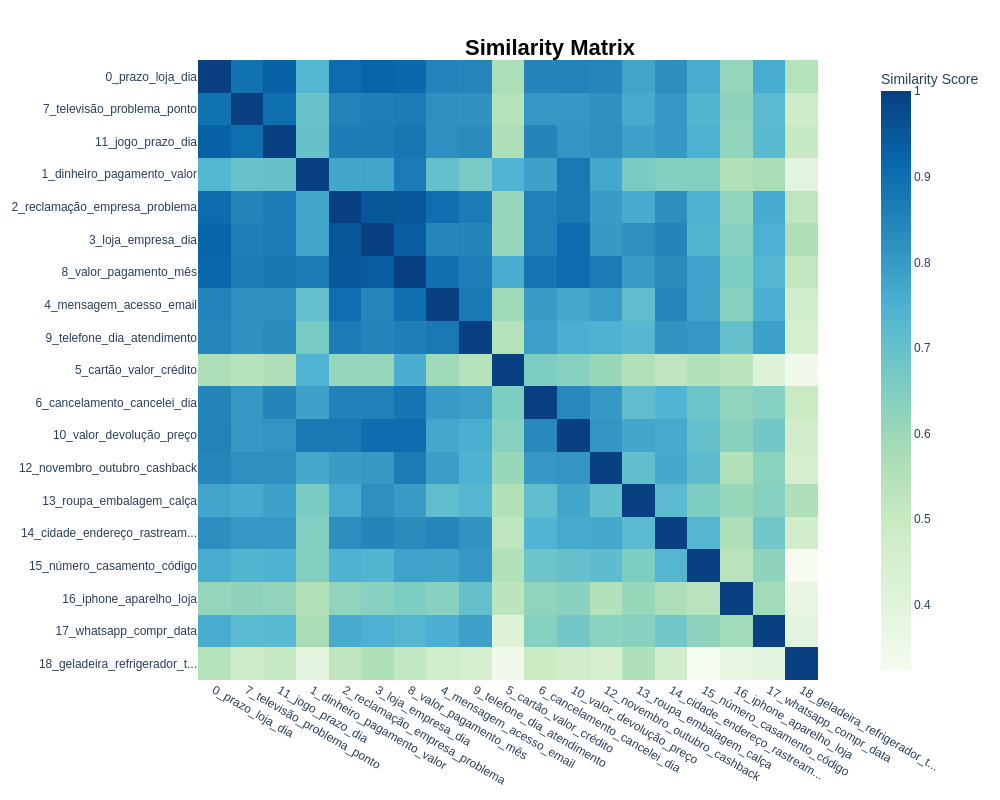 Similarity Matrix
Similarity Score
0_prazo_loja_dia
7_televisão_problema_ponto
11_jogo_prazo_dia
1_dinheiro_pagamento_valor
2_reclamação_empresa_problema
3_loja_empresa_dia
8_valor_pagamento_mês
4_mensagem_acesso_email
9_telefone_dia_atendimento
5_cartão_valor_crédito
6_cancelamento_cancelei_dia
10_valor_devolução_preço
12_novembro_outubro_cashback
13_roupa_embalagem_calça
14_cidade_endereço_rastream...
15_número_casamento_código
16_iphone_aparelho_loja
17_whatsapp_compr_data
18_geladeira_refrigerador_t...
1
0.9
0.8
0.7
0.6
0.5
0.4
0_prazo_loja_dia
7_televisão_problema_ponto
11_jogo_prazo_dia
1_dinheiro_pagamento_valor
2_reclamação_empresa_problema
3_loja_empresa_dia
8_valor_pagamento_mês
4_mensagem_acesso_email
9_telefone_dia_atendimento
5_cartão_valor_crédito
6_cancelamento_cancelei_dia
10_valor_devolução_preço
12_novembro_outubro_cashback
13_roupa_embalagem_calça
14_cidade_endereço_rastream...
15_número_casamento_código
16_iphone_aparelho_loja
17_whatsapp_compr_data
18_geladeira_refrigerador_t...